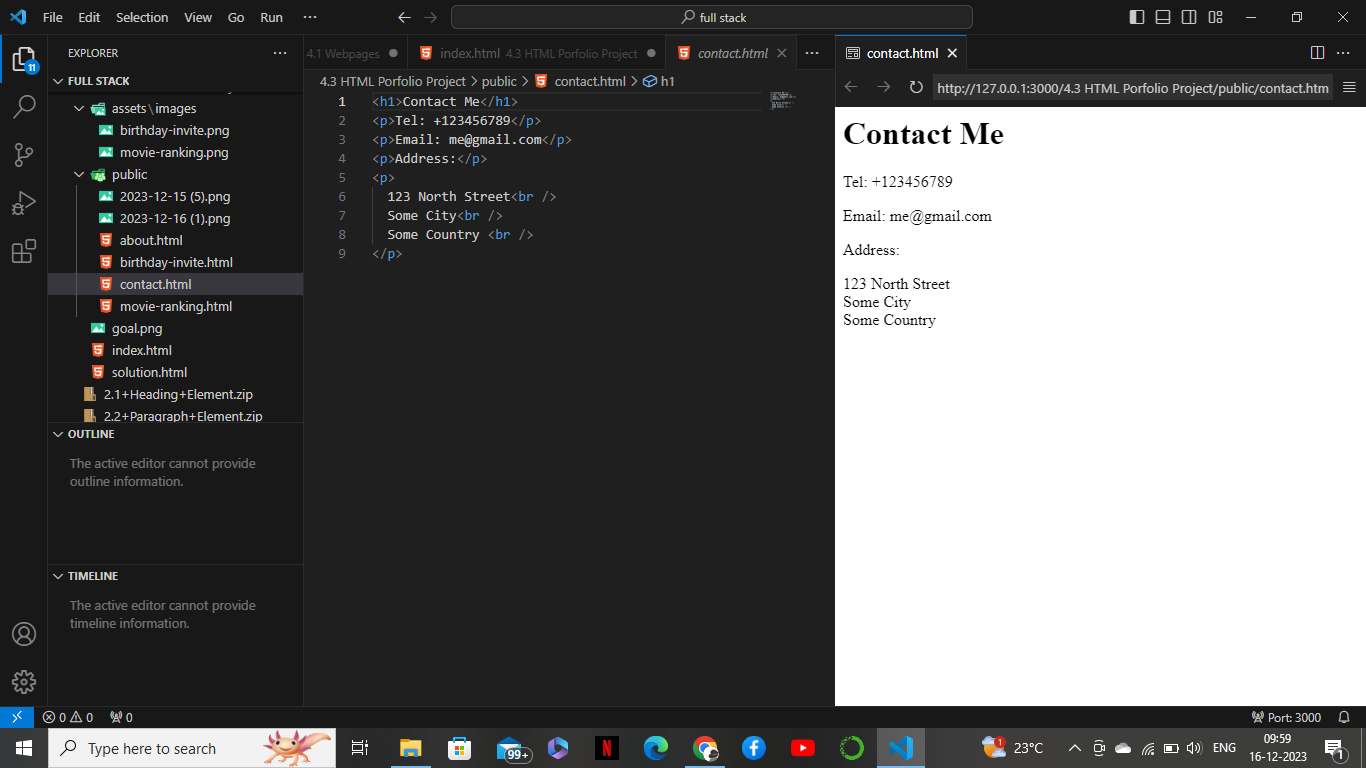 File Edit Selection View Go Run ··· full stack
EXPLORER ···
4.1 Webpages index.html 4.3 HTML Porfolio Project contact.html ···
contact.html ···
FULL STACK
assets\images
birthday-invite.png
movie-ranking.png
public
2023-12-15 (5).png
2023-12-16 (1).png
about.html
birthday-invite.html
contact.html
movie-ranking.html
goal.png
index.html
solution.html
2.1+Heading+Element.zip
2.2+Paragraph+Element.zip
OUTLINE
The active editor cannot provide
outline information.
TIMELINE
The active editor cannot provide
timeline information.
11
4.3 HTML Porfolio Project > public > contact.html > h1
1 <h1>Contact Me</h1>
2 <p>Tel: +123456789</p>
3 <p>Email: me@gmail.com</p>
4 <p>Address:</p>
5 <p>
6 123 North Street<br />
7 Some City<br />
8 Some Country <br />
9 </p>
http://127.0.0.1:3000/4.3 HTML Porfolio Project/public/contact.htm
Contact Me
Tel: +123456789
Email: me@gmail.com
Address:
123 North Street
Some City
Some Country
0 0 0 Port: 3000
Type here to search
99+
N
1
23°C
ENG
09:59
16-12-2023
1